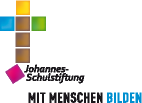 Johannes-
Schulstiftung
MIT MENSCHEN BILDEN